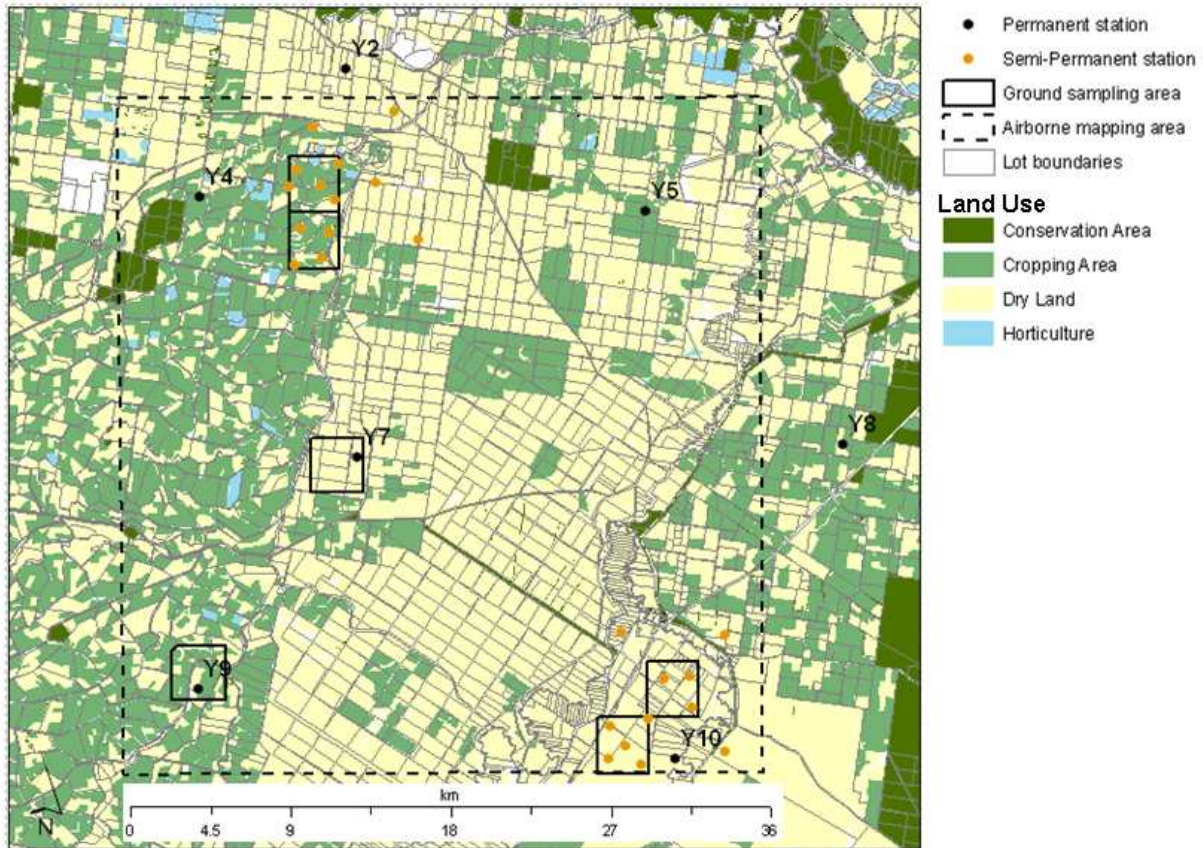 Y2
Y4
Y5
Y7
Y8
Y9
Y10
km
0 4.5 9 18 27 36
N
Permanent station
Semi-Permanent station
Ground sampling area
Airborne mapping area
Lot boundaries
Land Use
Conservation Area
Cropping Area
Dry Land
Horticulture